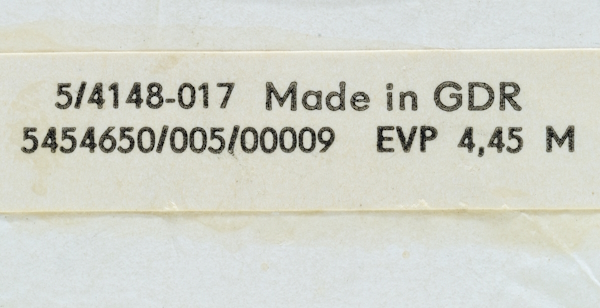 5/4148-017 Made in GDR
5454650/005/00009 EVP 4,45 M